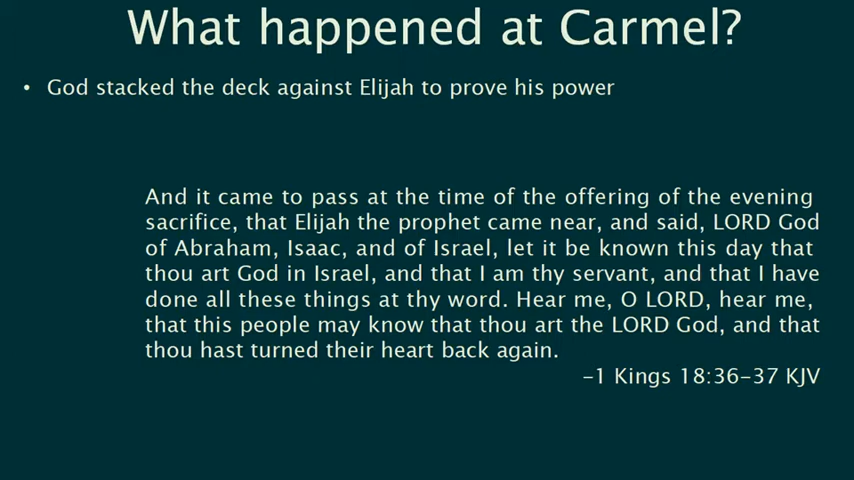 What happened at Carmel?
• God stacked the deck against Elijah to prove his power
And it came to pass at the time of the offering of the evening
sacrifice, that Elijah the prophet came near, and said, LORD God
of Abraham, Isaac, and of Israel, let it be known this day that
thou art God in Israel, and that I am thy servant, and that I have
done all these things at thy word. Hear me, O LORD, hear me,
that this people may know that thou art the LORD God, and that
thou hast turned their heart back again.
–1 Kings 18:36–37 KJV